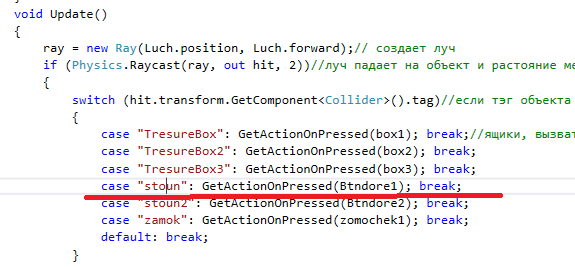 void Update()
{
ray = new Ray(Luch.position, Luch.forward);// создает луч
if (Physics.Raycast(ray, out hit, 2))//луч падает на объект и растояние ме
{
switch (hit.transform.GetComponent<Collider>().tag)//если тэг объекта
{
case "TresureBox": GetActionOnPressed(box1); break;//ящики, вызват
case "TresureBox2": GetActionOnPressed(box2); break;
case "TresureBox3": GetActionOnPressed(box3); break;
case "stoun": GetActionOnPressed(Btndore1); break;
case "stoun2": GetActionOnPressed(Btndore2); break;
case "zamok": GetActionOnPressed(zomochek1); break;
default: break;
}